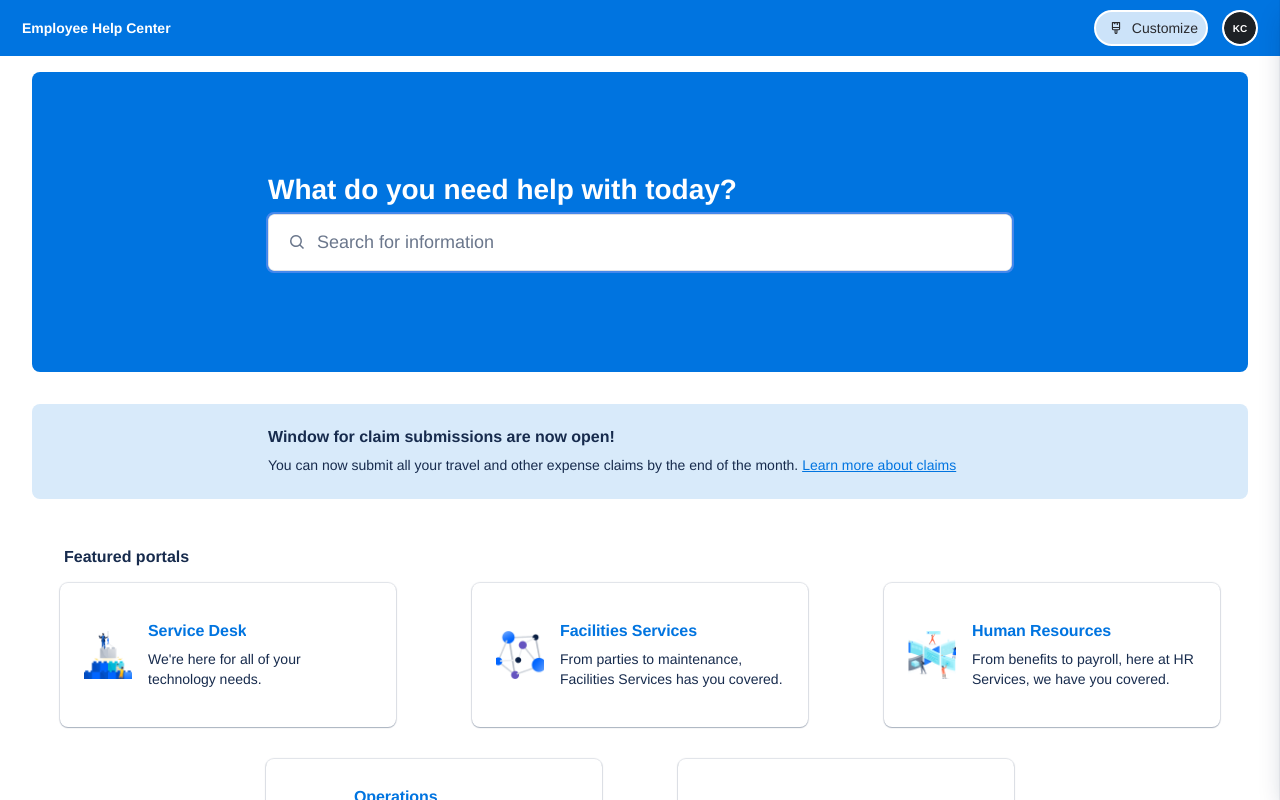 Employee Help Center
Customize
KC
What do you need help with today?
Search for information
Window for claim submissions are now open!
You can now submit all your travel and other expense claims by the end of the month. Learn more about claims
Featured portals
Service Desk
We're here for all of your
technology needs.
Facilities Services
From parties to maintenance,
Facilities Services has you covered.
Human Resources
From benefits to payroll, here at HR
Services, we have you covered.
Operations